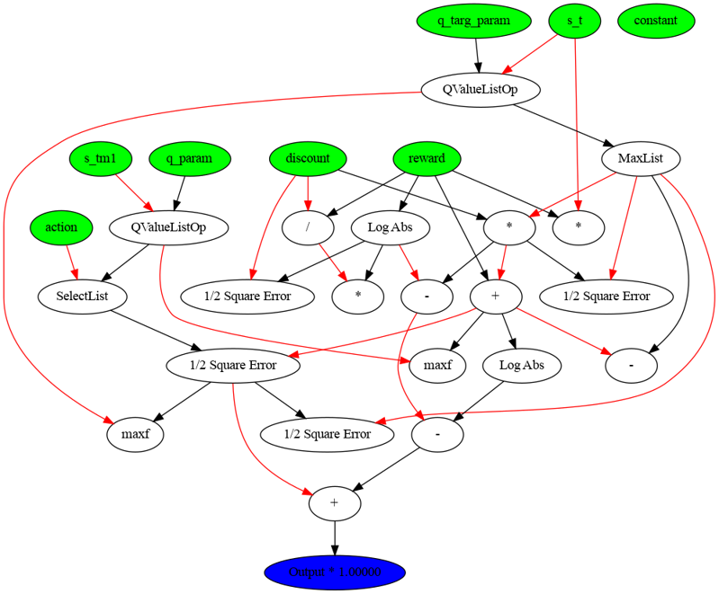 q_targ_param
s_t
constant
QValueListOp
s_tm1
q_param
discount
reward
MaxList
action
QValueListOp
/
Log Abs
*
*
SelectList
1/2 Square Error
*
-
+
1/2 Square Error
1/2 Square Error
maxf
Log Abs
-
maxf
1/2 Square Error
-
+
Output * 1.00000